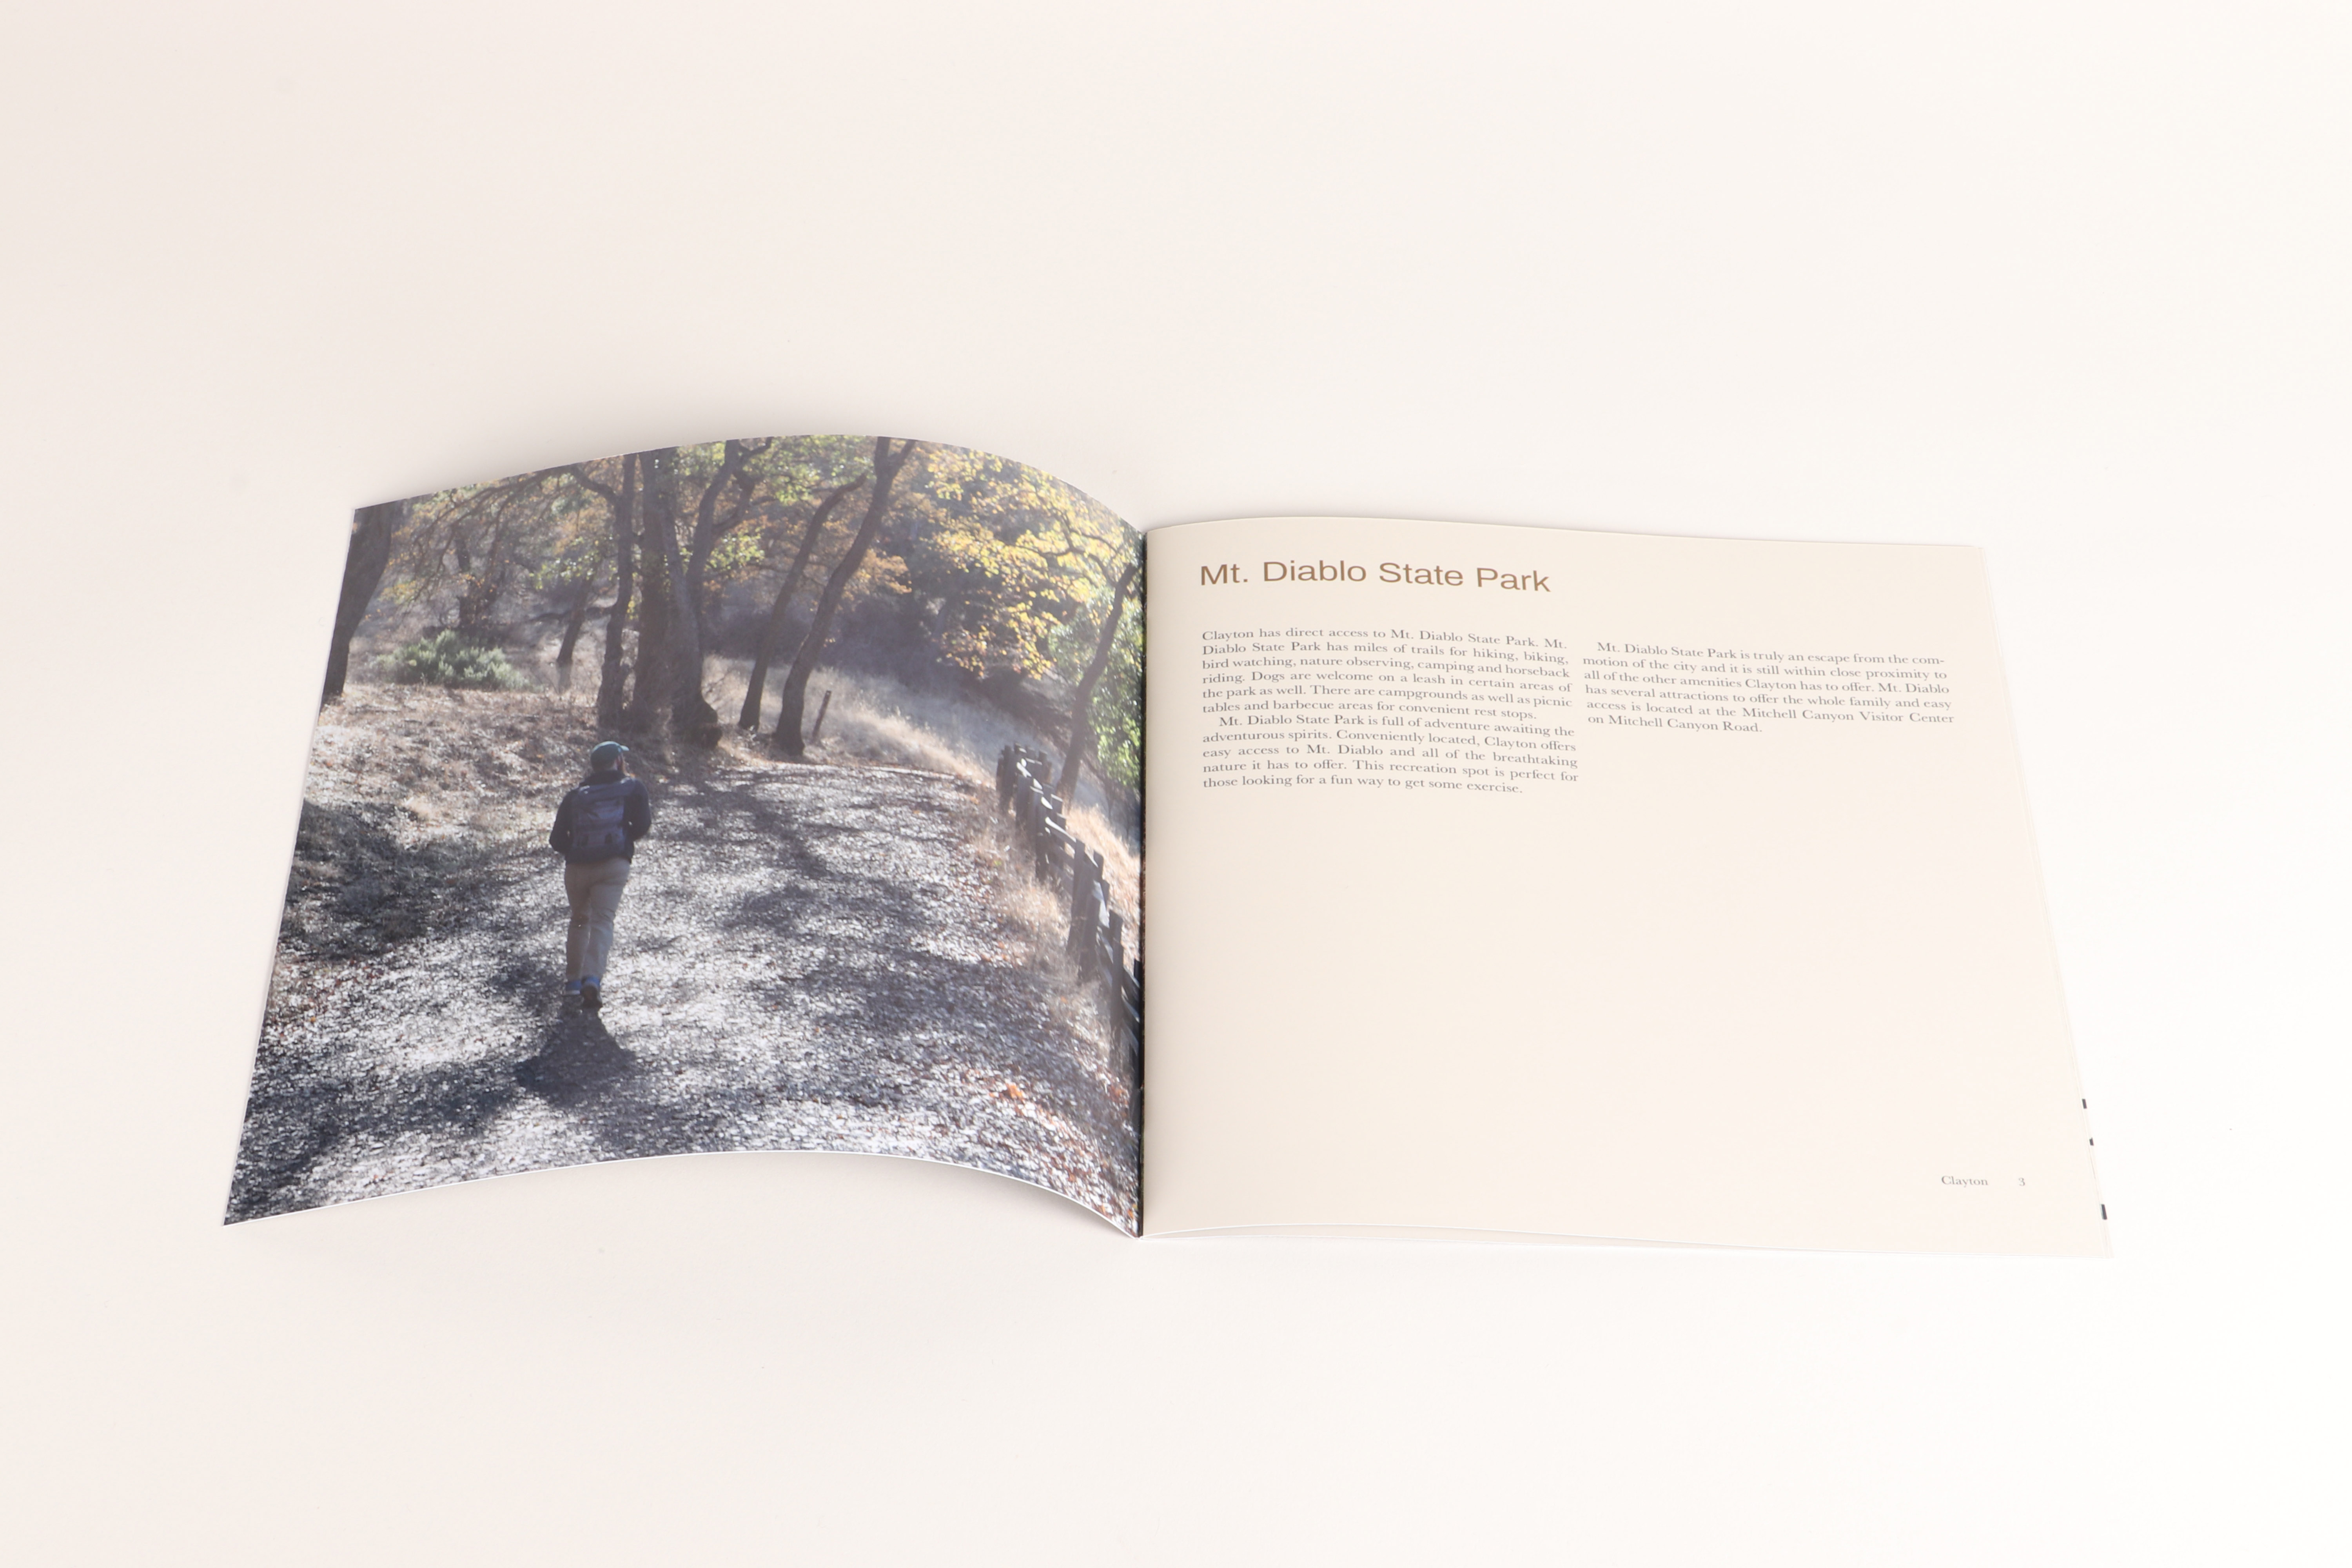 Mt. Diablo State Park
Clayton has direct access to Mt. Diablo State Park. Mt.
Diablo State Park has miles of trails for hiking, biking,
bird watching, nature observing, camping and horseback
riding. Dogs are welcome on a leash in certain areas of
the park as well. There are campgrounds as well as picnic
tables and barbecue areas for convenient rest stops.
Mt. Diablo State Park is full of adventure awaiting the
adventurous spirits. Conveniently located, Clayton offers
easy access to Mt. Diablo and all of the breathtaking
nature it has to offer. This recreation spot is perfect for
those looking for a fun way to get some exercise.
Mt. Diablo State Park is truly an escape from the com-
motion of the city and it is still within close proximity to
all of the other amenities Clayton has to offer. Mt. Diablo
has several attractions to offer the whole family and easy
access is located at the Mitchell Canyon Visitor Center
on Mitchell Canyon Road.
Clayton 3